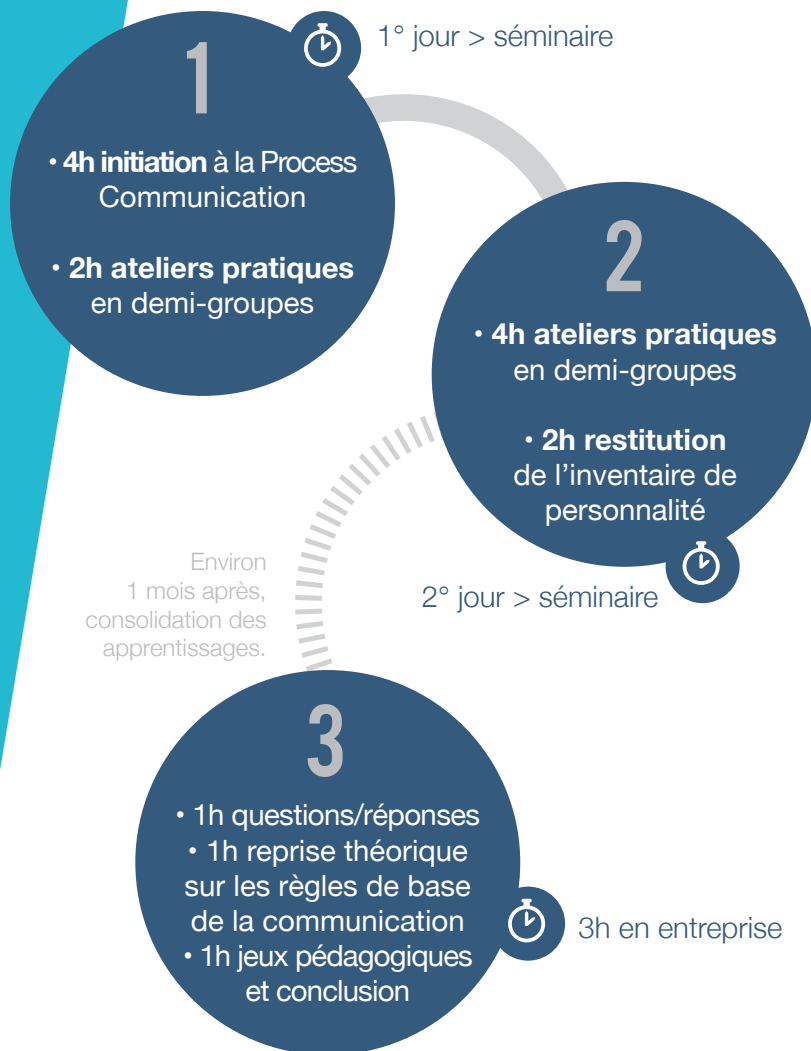 1° jour > séminaire
1
• 4h initiation à la Process
Communication
• 2h ateliers pratiques
en demi-groupes
2
• 4h ateliers pratiques
en demi-groupes
• 2h restitution
de l’inventaire de
personnalité
2° jour > séminaire
Environ
1 mois après,
consolidation des
apprentissages.
3
• 1h questions/réponses
• 1h reprise théorique
sur les règles de base
de la communication
• 1h jeux pédagogiques
et conclusion
3h en entreprise